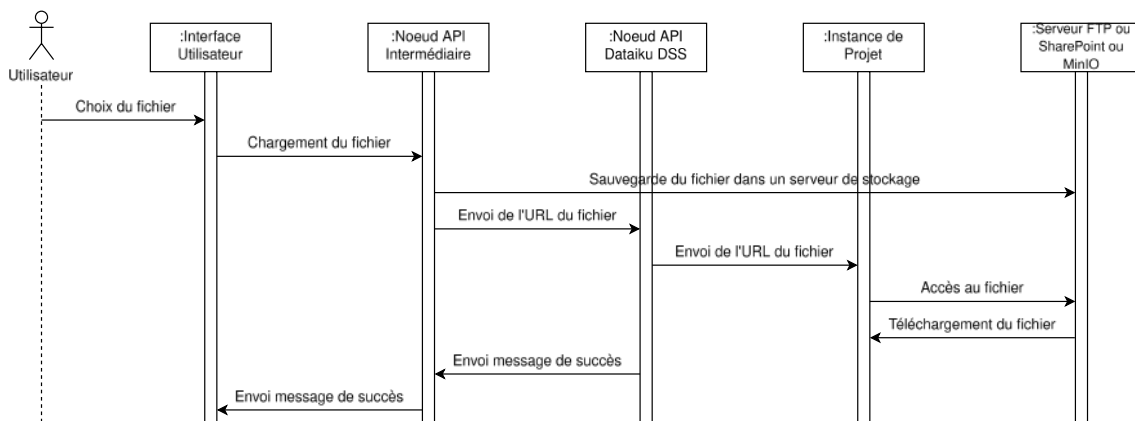 Utilisateur
:Interface
Utilisateur
:Noeud API
Intermédiaire
:Noeud API
Dataiku DSS
:Instance de
Projet
:Serveur FTP ou
SharePoint ou
MinIO
Choix du fichier
Chargement du fichier
Sauvegarde du fichier dans un serveur de stockage
Envoi de l'URL du fichier
Envoi de l'URL du fichier
Accès au fichier
Téléchargement du fichier
Envoi message de succès
Envoi message de succès